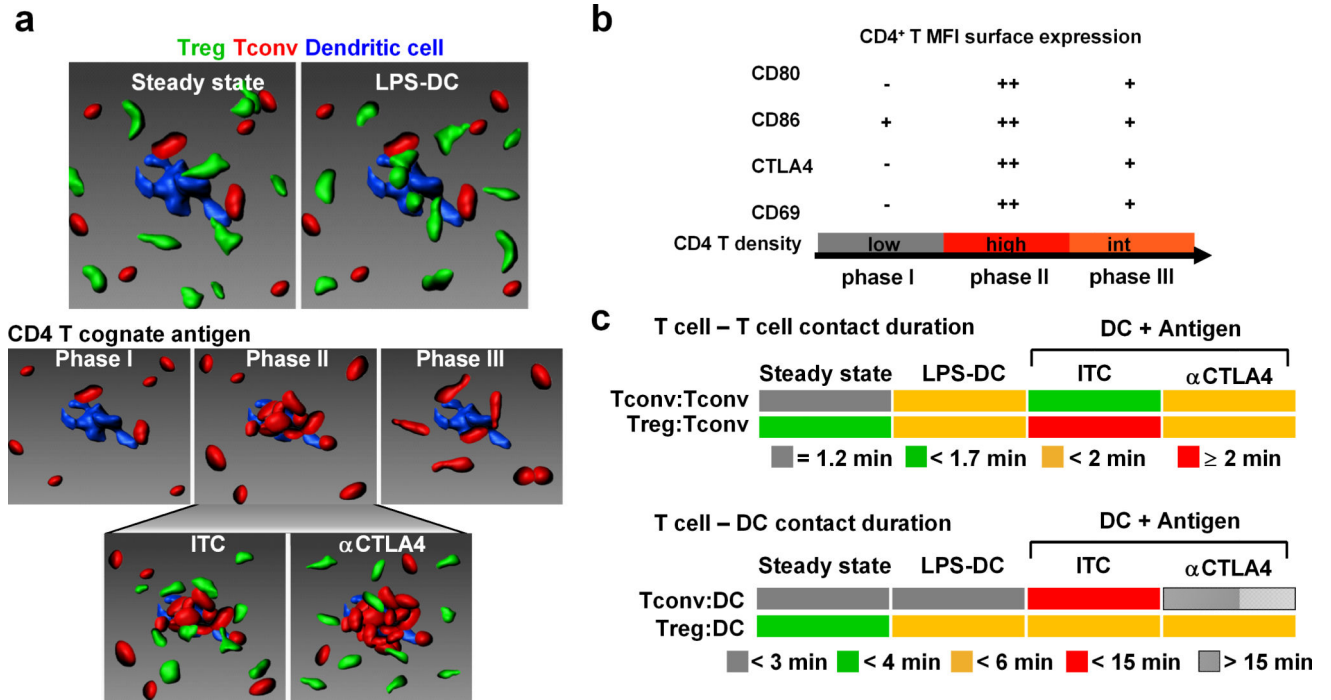 a
Treg Tconv Dendritic cell
Steady state LPS-DC
CD4 T cognate antigen
Phase I Phase II Phase III
ITC αCTLA4
b
CD4⁺ T MFI surface expression
CD80 - ++ +
CD86 + ++ +
CTLA4 - ++ +
CD69 - ++ +
CD4 T density low high int
phase I phase II phase III
c
T cell – T cell contact duration DC + Antigen
Steady state LPS-DC ITC αCTLA4
Tconv:Tconv
Treg:Tconv
= 1.2 min < 1.7 min < 2 min ≥ 2 min
T cell – DC contact duration DC + Antigen
Steady state LPS-DC ITC αCTLA4
Tconv:DC
Treg:DC
< 3 min < 4 min < 6 min < 15 min > 15 min